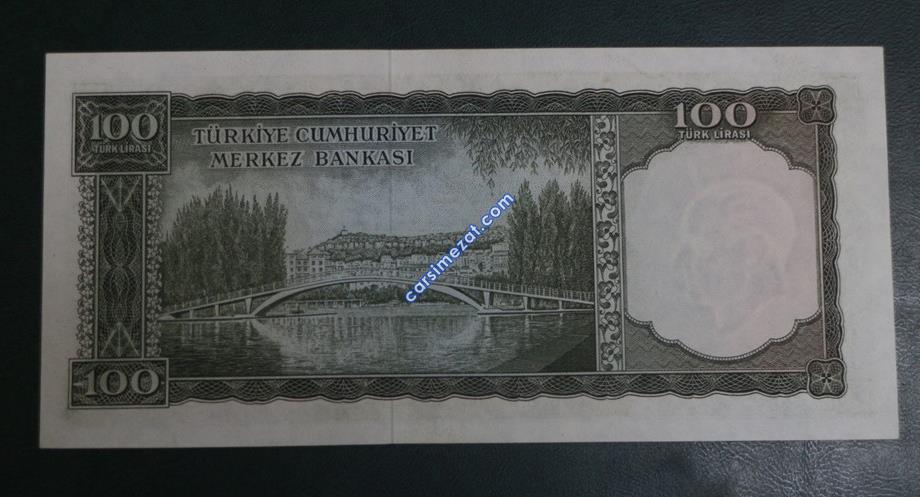 100
TÜRK LİRASI
TÜRKİYE CUMHURİYET
MERKEZ BANKASI
100
TÜRK LİRASI
carsimezat.com
100